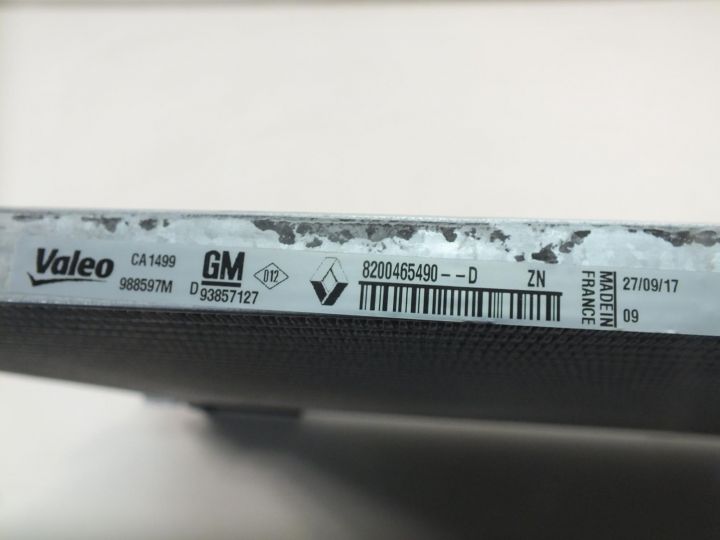 Valeo
CA1499
988597M
GM
D 93857127
012
8200465490--D
ZN
MADE IN
FRANCE
27/09/17
09